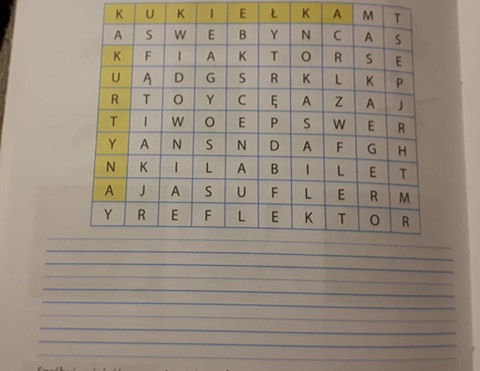 K U K I E Ł K A M T
A S W E B Y N C A S
K F I A K T O R S E
U Ą D G S R K L K P
R T O Y C Ę A Z A J
T I W O E P S W E R
Y A N S N D A F G H
N K I L A B I L E T
A J A S U F L E R M
Y R E F L E K T O R